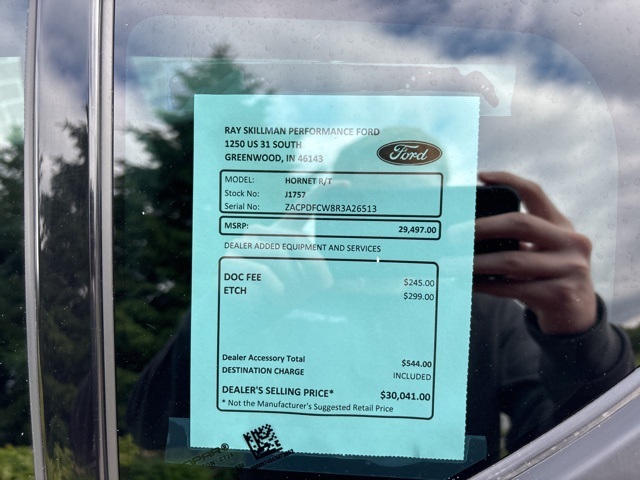 RAY SKILLMAN PERFORMANCE FORD
1250 US 31 SOUTH
GREENWOOD, IN 46143
Ford
MODEL: HORNET R/T
Stock No: J1757
Serial No: ZACPDFCW8R3A26513
MSRP: 29,497.00
DEALER ADDED EQUIPMENT AND SERVICES
DOC FEE $245.00
ETCH $299.00
Dealer Accessory Total $544.00
DESTINATION CHARGE INCLUDED
DEALER'S SELLING PRICE* $30,041.00
* Not the Manufacturer's Suggested Retail Price